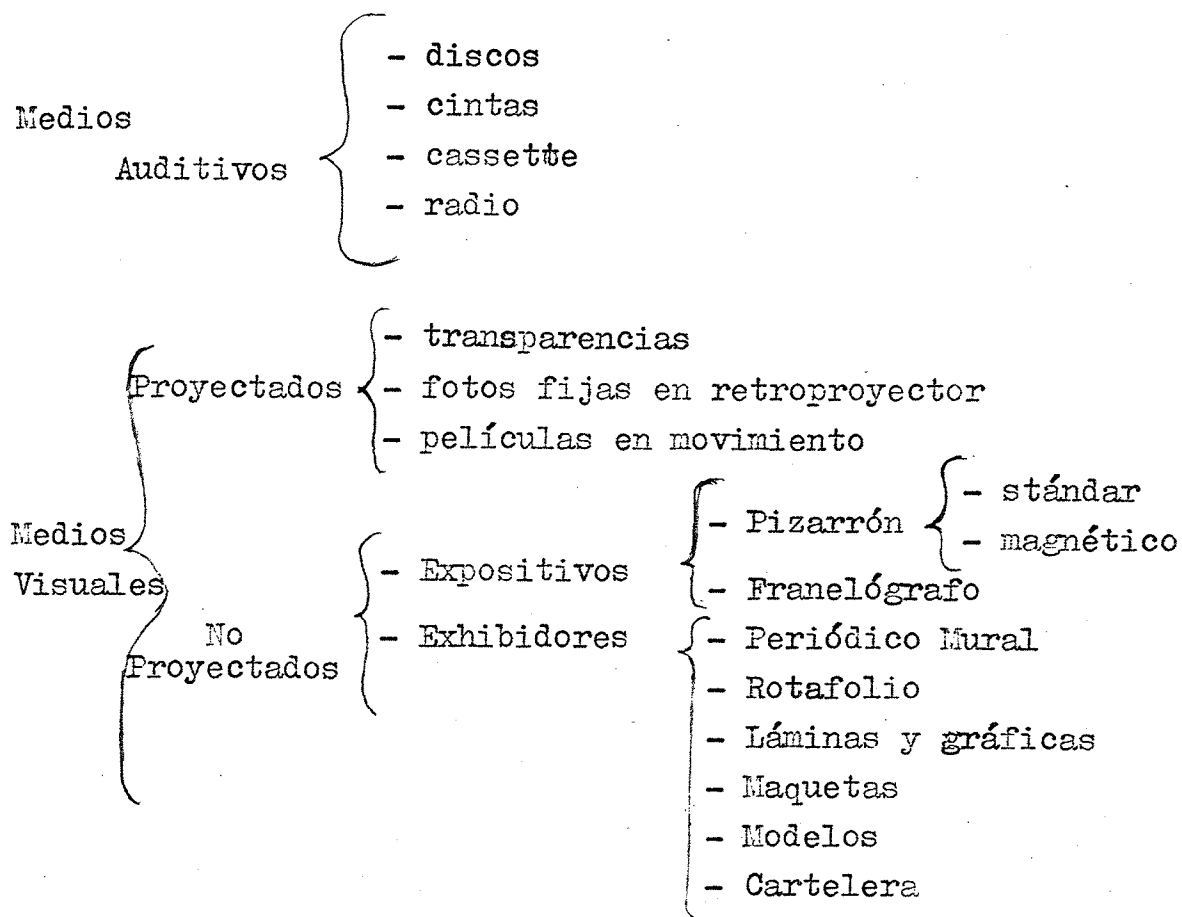 Medios
Auditivos
- discos
- cintas
- cassette
- radio
Medios
Visuales
Proyectados
- transparencias
- fotos fijas en retroproyector
- películas en movimiento
No
Proyectados
- Expositivos
- Pizarrón
- stándar
- magnético
- Franelógrafo
- Exhibidores
- Periódico Mural
- Rotafolio
- Láminas y gráficas
- Maquetas
- Modelos
- Cartelera